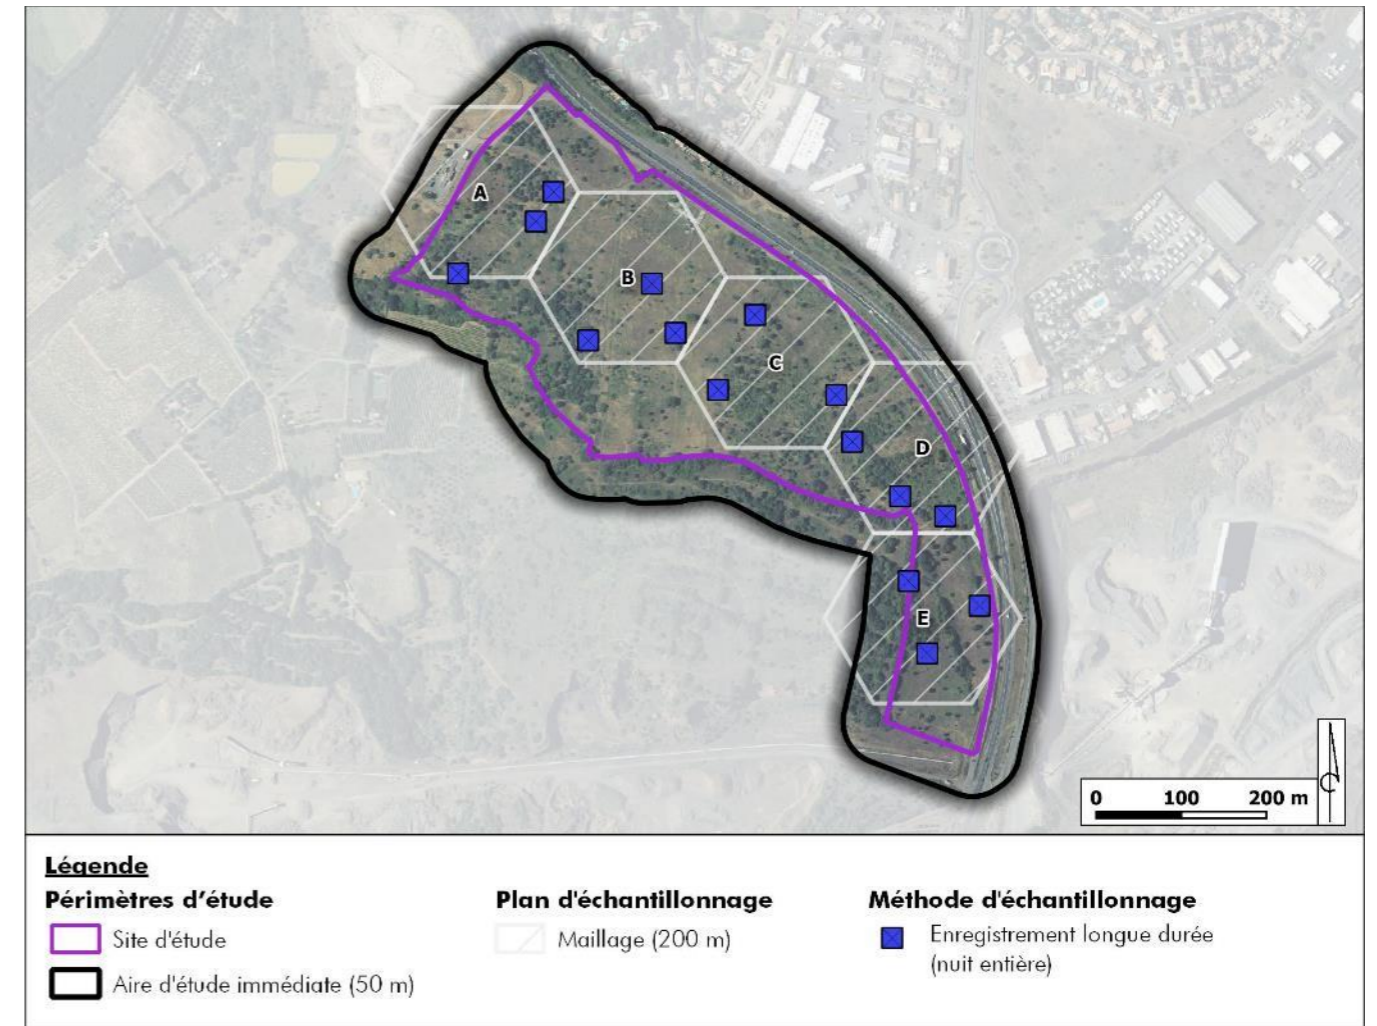 A
B
C
D
E
0 100 200 m
Légende
Périmètres d'étude
Site d'étude
Aire d'étude immédiate (50 m)
Plan d'échantillonnage
Maillage (200 m)
Méthode d'échantillonnage
Enregistrement longue durée
(nuit entière)